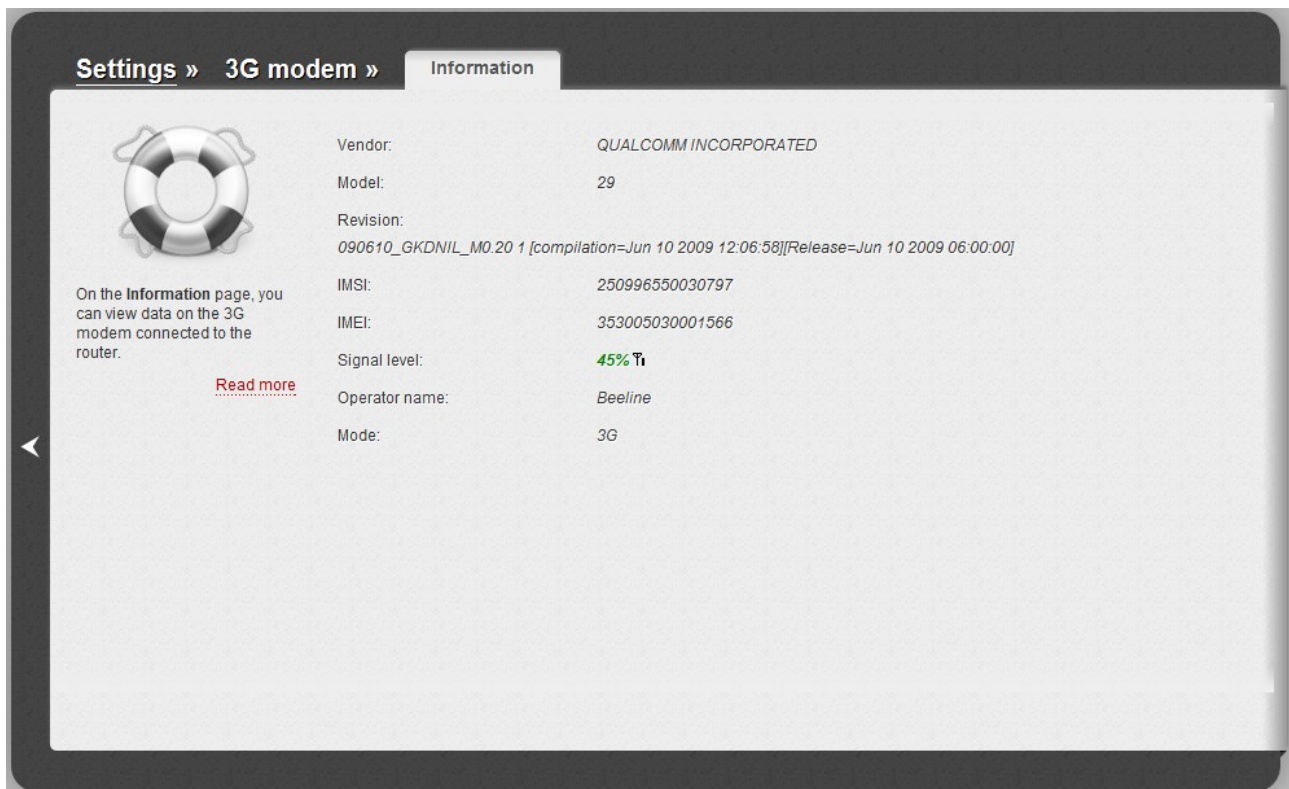 Settings » 3G modem » Information
On the Information page, you
can view data on the 3G
modem connected to the
router.
Read more
Vendor: QUALCOMM INCORPORATED
Model: 29
Revision:
090610_GKDNIL_M0.20 1 [compilation=Jun 10 2009 12:06:58][Release=Jun 10 2009 06:00:00]
IMSI: 250996550030797
IMEI: 353005030001566
Signal level: 45%
Operator name: Beeline
Mode: 3G